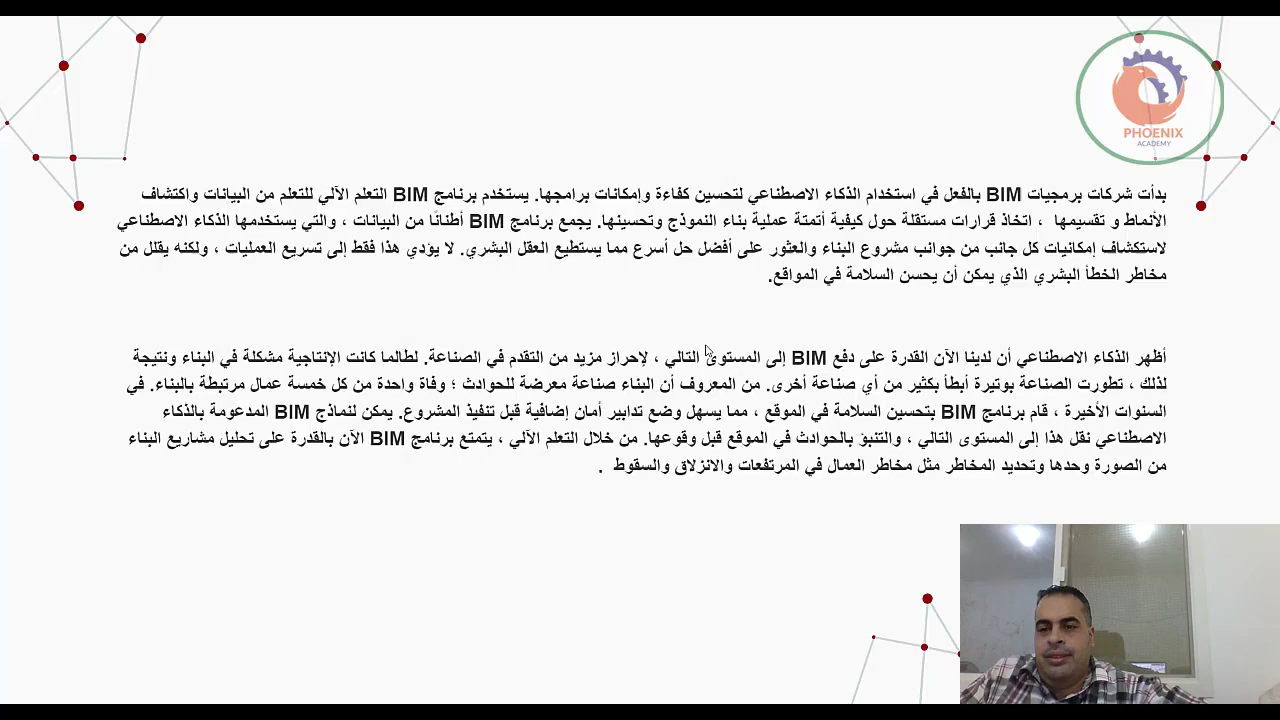 PHOENIX
ACADEMY
بدأت شركات برمجيات BIM بالفعل في استخدام الذكاء الاصطناعي لتحسين كفاءة وإمكانات برامجها. يستخدم برنامج BIM التعلم الآلي للتعلم من البيانات واكتشاف
الأنماط و تقسيمها ، اتخاذ قرارات مستقلة حول كيفية أتمتة عملية بناء النموذج وتحسينها. يجمع برنامج BIM أطنانًا من البيانات ، والتي يستخدمها الذكاء الاصطناعي
لاستكشاف إمكانيات كل جانب من جوانب مشروع البناء والعثور على أفضل حل أسرع مما يستطيع العقل البشري. لا يؤدي هذا فقط إلى تسريع العمليات ، ولكنه يقلل من
مخاطر الخطأ البشري الذي يمكن أن يحسن السلامة في المواقع.
أظهر الذكاء الاصطناعي أن لدينا الآن القدرة على دفع BIM إلى المستوى التالي ، لإحراز مزيد من التقدم في الصناعة. لطالما كانت الإنتاجية مشكلة في البناء ونتيجة
لذلك ، تطورت الصناعة بوتيرة أبطأ بكثير من أي صناعة أخرى. من المعروف أن البناء صناعة معرضة للحوادث ؛ وفاة واحدة من كل خمسة عمال مرتبطة بالبناء. في
السنوات الأخيرة ، قام برنامج BIM بتحسين السلامة في الموقع ، مما يسهل وضع تدابير أمان إضافية قبل تنفيذ المشروع. يمكن لنماذج BIM المدعومة بالذكاء
الاصطناعي نقل هذا إلى المستوى التالي ، والتنبؤ بالحوادث في الموقع قبل وقوعها. من خلال التعلم الآلي ، يتمتع برنامج BIM الآن بالقدرة على تحليل مشاريع البناء
من الصورة وحدها وتحديد المخاطر مثل مخاطر العمال في المرتفعات والانزلاق والسقوط .